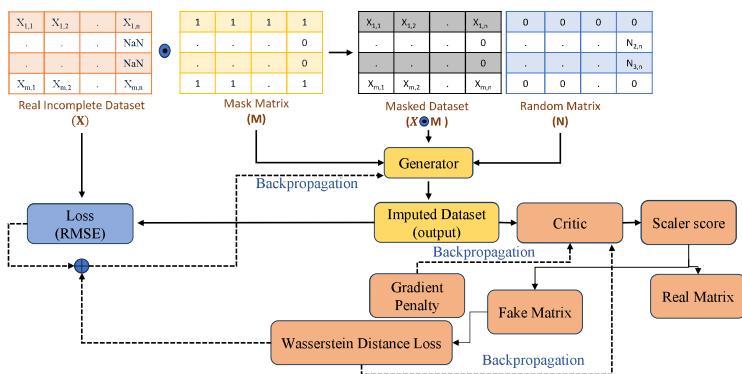 X1,1 X1,2 . X1,n
. . . NaN
. . . NaN
Xm,1 Xm,2 . Xm,n
1 1 1 1
. . . 0
. . . 0
1 1 . 1
X1,1 X1,2 . X1,n
. . . 0
. . . 0
Xm,1 Xm,2 . Xm,n
0 0 0 0
. . . N2,n
. . . N3,n
0 0 . 0
Real Incomplete Dataset
(X)
Mask Matrix
(M)
Masked Dataset
(X⊙M )
Random Matrix
(N)
Generator
Backpropagation
Loss
(RMSE)
Imputed Dataset
(output)
Critic
Scaler score
Backpropagation
Gradient
Penalty
Fake Matrix
Real Matrix
Wasserstein Distance Loss
Backpropagation